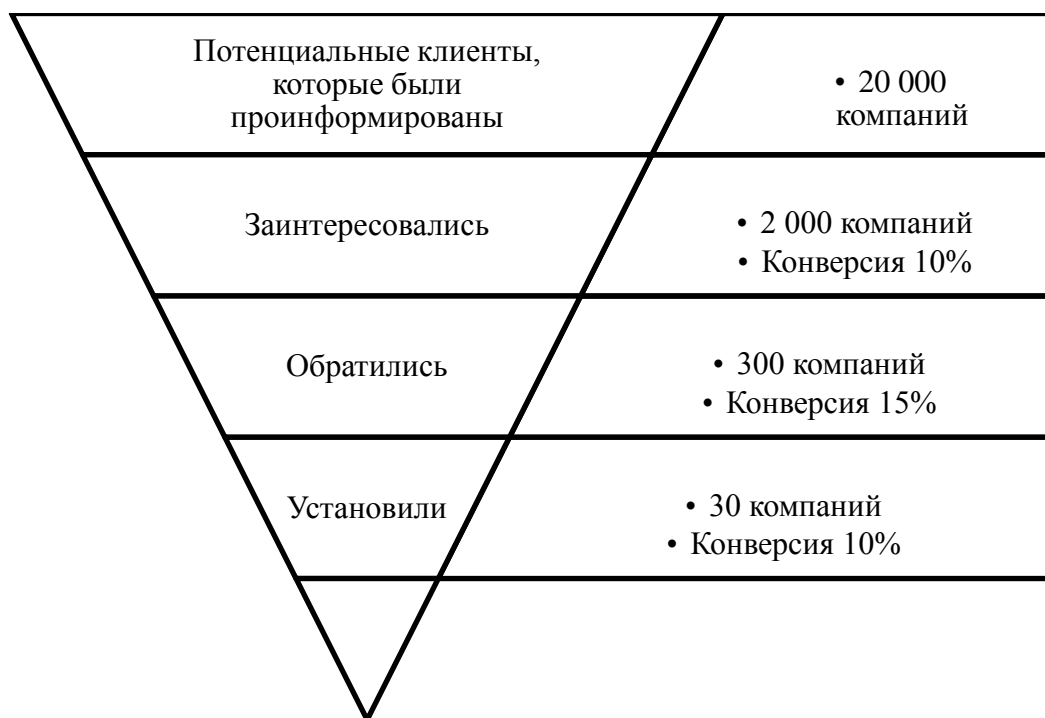 Потенциальные клиенты,
которые были
проинформированы
• 20 000
компаний
Заинтересовались
• 2 000 компаний
• Конверсия 10%
Обратились
• 300 компаний
• Конверсия 15%
Установили
• 30 компаний
• Конверсия 10%